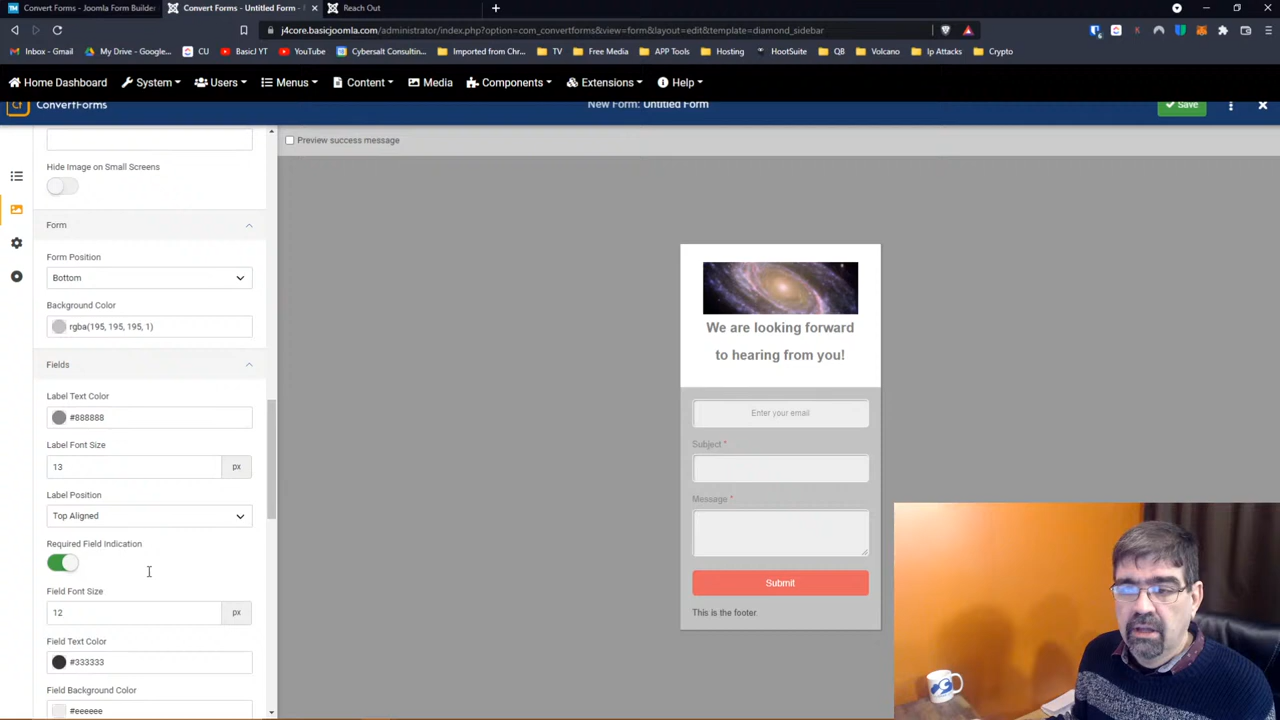 Convert Forms - Joomla Form Builder
Convert Forms - Untitled Form -
Reach Out
j4core.basicjoomla.com/administrator/index.php?option=com_convertforms&view=form&layout=edit&template=diamond_sidebar
Inbox - Gmail
My Drive - Google...
CU
BasicJ YT
YouTube
Cybersalt Consulting...
Imported from Chr...
TV
Free Media
APP Tools
Hosting
HootSuite
QB
Volcano
Ip Attacks
Crypto
Home Dashboard
System
Users
Menus
Content
Media
Components
Extensions
Help
Cf
ConvertForms
New Form: Untitled Form
Save
Preview success message
Hide Image on Small Screens
Form
Form Position
Bottom
Background Color
rgba(195, 195, 195, 1)
Fields
Label Text Color
#888888
Label Font Size
13
px
Label Position
Top Aligned
Required Field Indication
Field Font Size
12
px
Field Text Color
#333333
Field Background Color
#eeeeee
We are looking forward
to hearing from you!
Enter your email
Subject *
Message *
Submit
This is the footer.